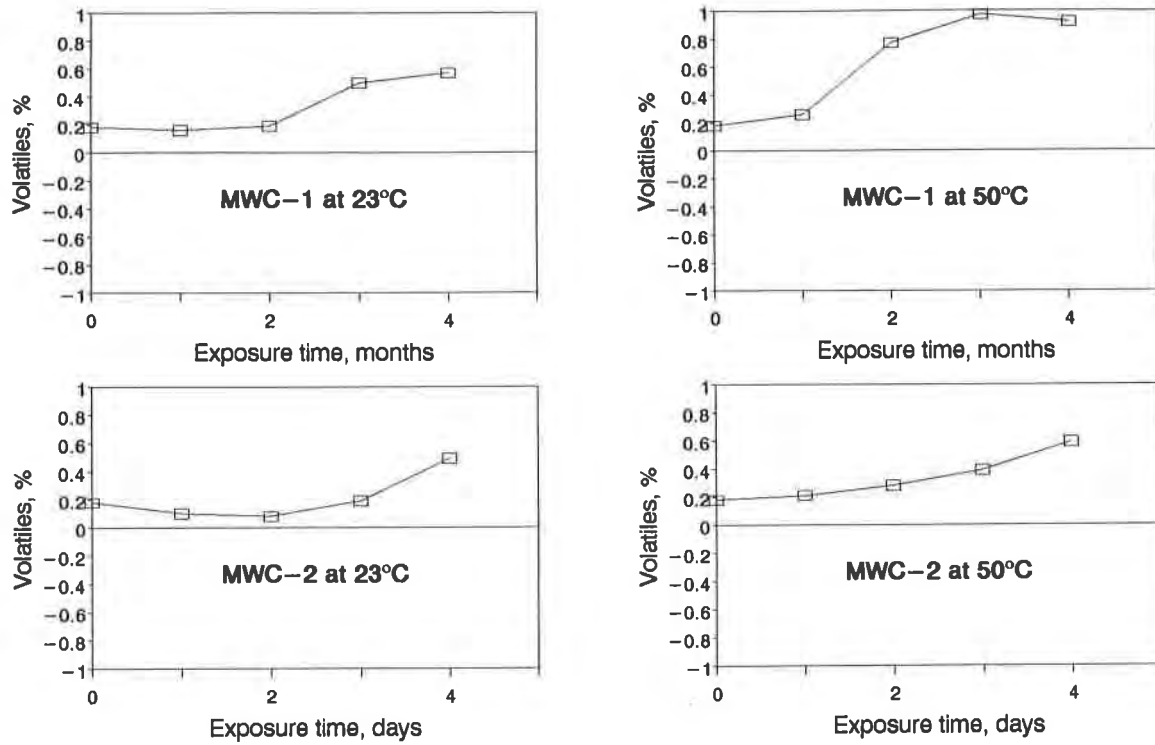 1
0.8
0.6
0.4
0.2
0
−0.2
−0.4
−0.6
−0.8
−1
Volatiles, %
MWC−1 at 23°C
0 2 4
Exposure time, months
1
0.8
0.6
0.4
0.2
0
−0.2
−0.4
−0.6
−0.8
−1
Volatiles, %
MWC−1 at 50°C
0 2 4
Exposure time, months
1
0.8
0.6
0.4
0.2
0
−0.2
−0.4
−0.6
−0.8
−1
Volatiles, %
MWC−2 at 23°C
0 2 4
Exposure time, days
1
0.8
0.6
0.4
0.2
0
−0.2
−0.4
−0.6
−0.8
−1
Volatiles, %
MWC−2 at 50°C
0 2 4
Exposure time, days